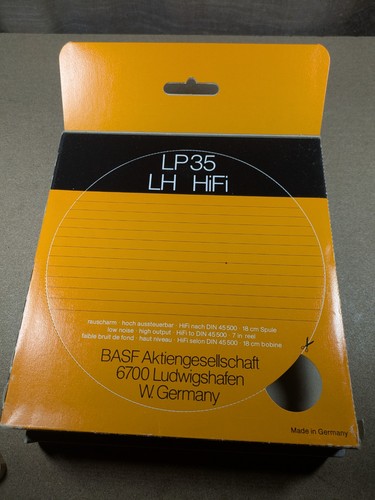 LP35
LH HiFi
rauscharm · hoch aussteuerbar · HiFi nach DIN 45 500 · 18 cm Spule
low noise · high output · HiFi to DIN 45 500 · 7 in. reel
faible bruit de fond · haut niveau · HiFi selon DIN 45 500 · 18 cm bobine
BASF Aktiengesellschaft
6700 Ludwigshafen
W. Germany
Made in Germany